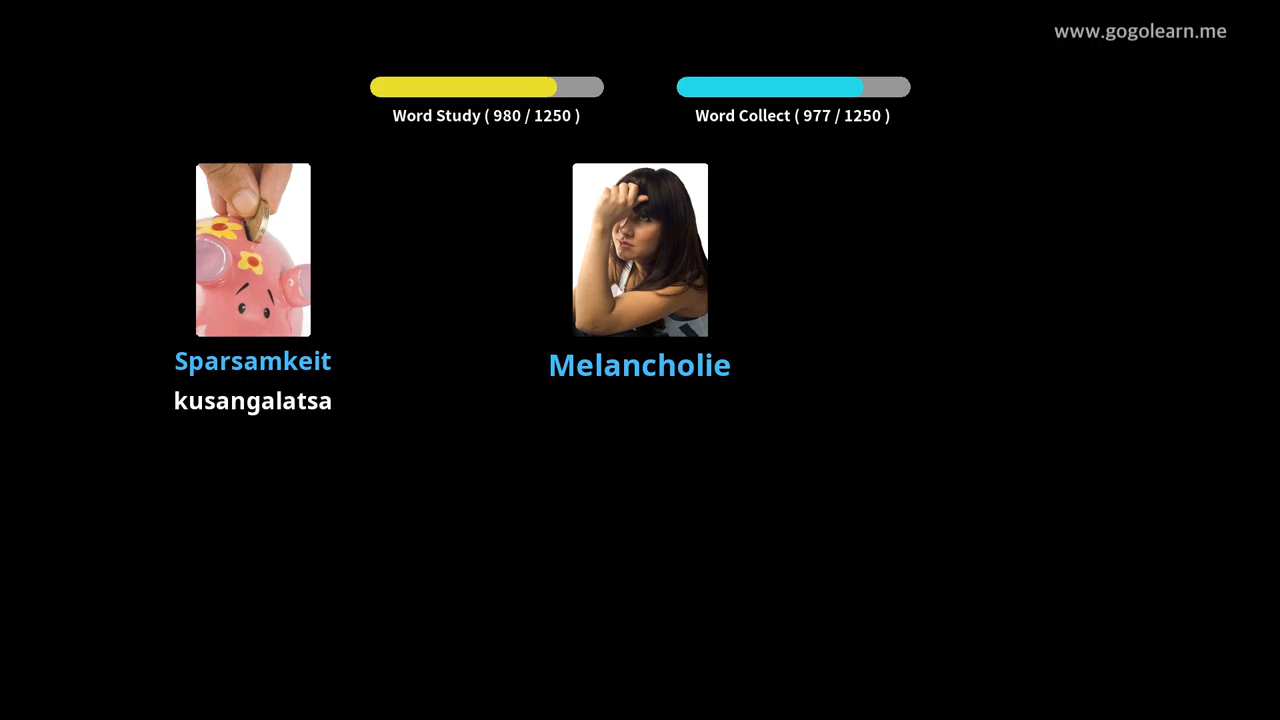 www.gogolearn.me
Word Study ( 980 / 1250 )
Word Collect ( 977 / 1250 )
Sparsamkeit
kusangalatsa
Melancholie